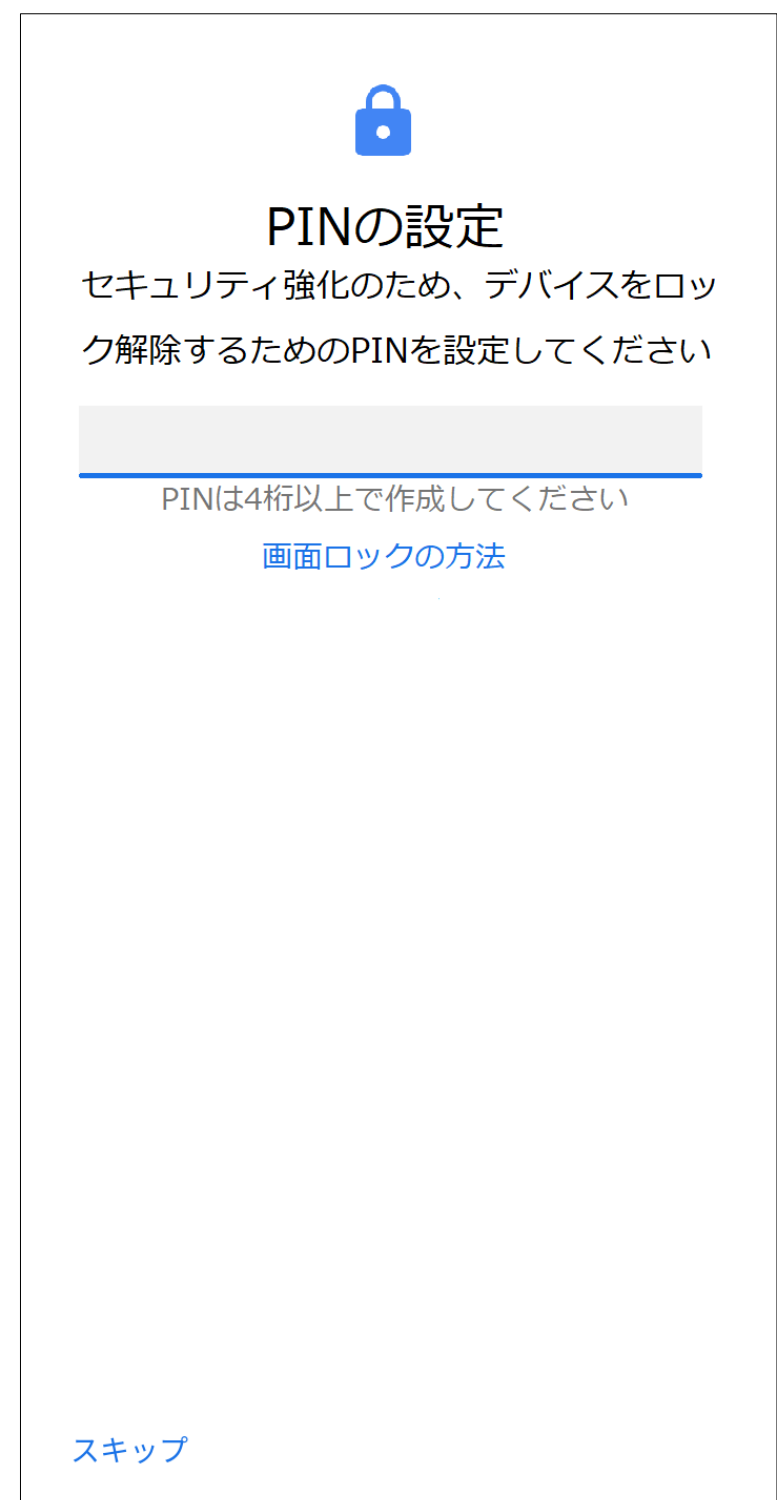 PINの設定
セキュリティ強化のため、デバイスをロッ
ク解除するためのPINを設定してください
PINは4桁以上で作成してください
画面ロックの方法
スキップ